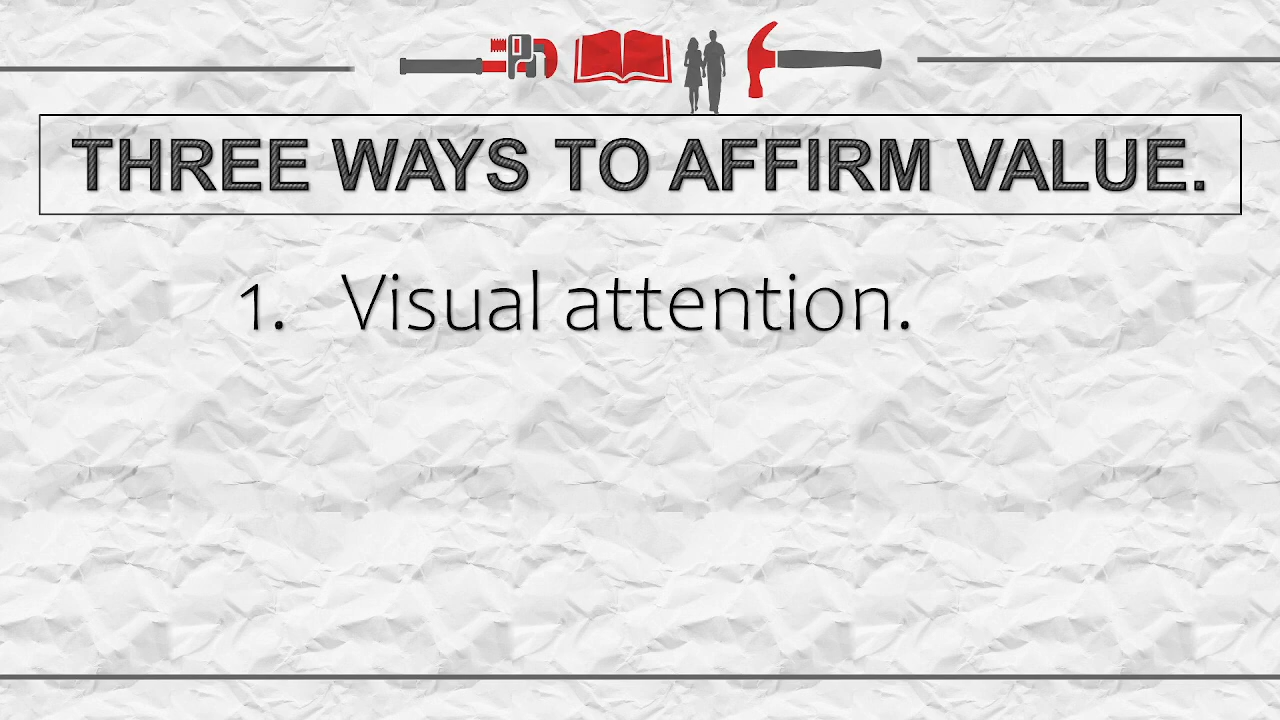 THREE WAYS TO AFFIRM VALUE.
1. Visual attention.